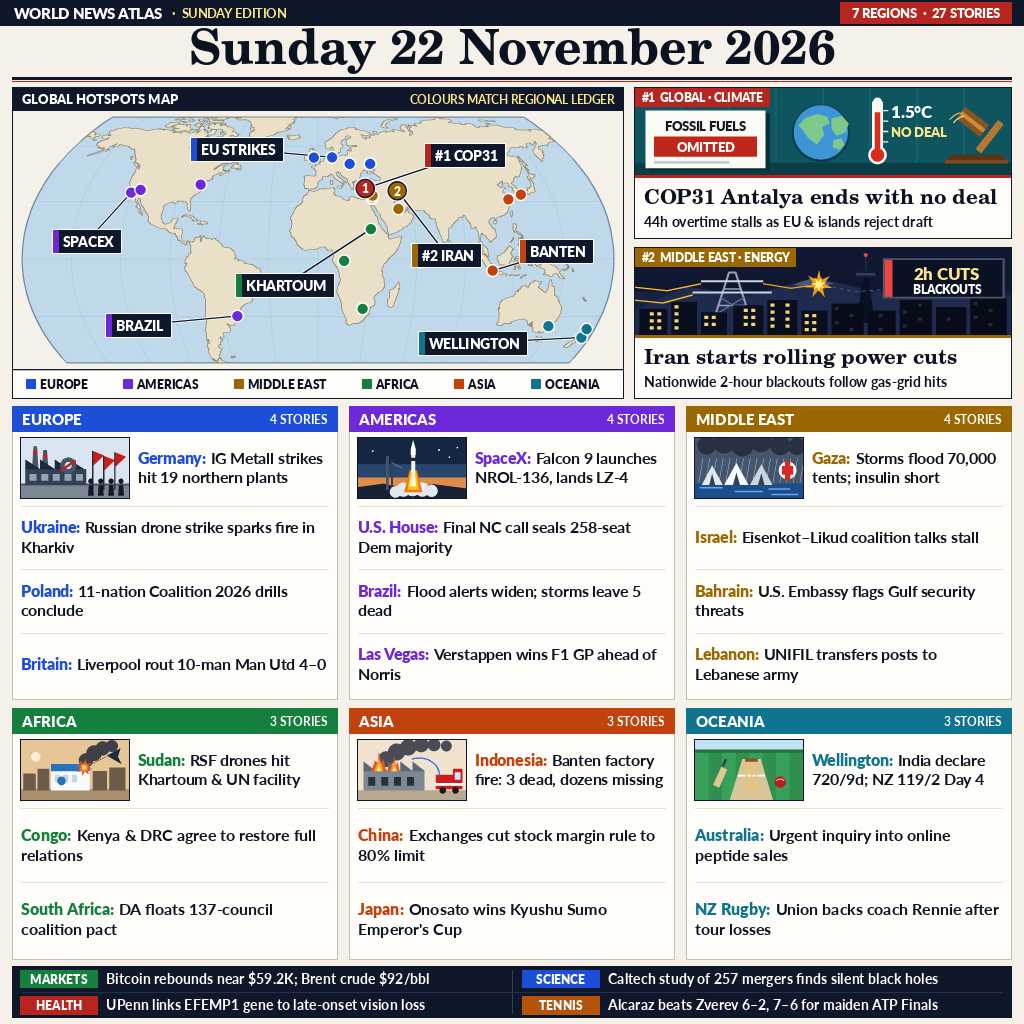 WORLD NEWS ATLAS · SUNDAY EDITION
7 REGIONS · 27 STORIES
Sunday 22 November 2026
GLOBAL HOTSPOTS MAP
COLOURS MATCH REGIONAL LEDGER
EU STRIKES
#1 COP31
1
2
SPACEX
#2 IRAN
BANTEN
KHARTOUM
BRAZIL
WELLINGTON
EUROPE
AMERICAS
MIDDLE EAST
AFRICA
ASIA
OCEANIA
#1 GLOBAL · CLIMATE
FOSSIL FUELS
OMITTED
1.5°C
NO DEAL
COP31 Antalya ends with no deal
44h overtime stalls as EU & islands reject draft
#2 MIDDLE EAST · ENERGY
2h CUTS
BLACKOUTS
Iran starts rolling power cuts
Nationwide 2-hour blackouts follow gas-grid hits
EUROPE
4 STORIES
Germany: IG Metall strikes
hit 19 northern plants
Ukraine: Russian drone strike sparks fire in
Kharkiv
Poland: 11-nation Coalition 2026 drills
conclude
Britain: Liverpool rout 10-man Man Utd 4–0
AMERICAS
4 STORIES
SpaceX: Falcon 9 launches
NROL-136, lands LZ-4
U.S. House: Final NC call seals 258-seat
Dem majority
Brazil: Flood alerts widen; storms leave 5
dead
Las Vegas: Verstappen wins F1 GP ahead of
Norris
MIDDLE EAST
4 STORIES
Gaza: Storms flood 70,000
tents; insulin short
Israel: Eisenkot–Likud coalition talks stall
Bahrain: U.S. Embassy flags Gulf security
threats
Lebanon: UNIFIL transfers posts to
Lebanese army
AFRICA
3 STORIES
Sudan: RSF drones hit
Khartoum & UN facility
Congo: Kenya & DRC agree to restore full
relations
South Africa: DA floats 137-council
coalition pact
ASIA
3 STORIES
Indonesia: Banten factory
fire: 3 dead, dozens missing
China: Exchanges cut stock margin rule to
80% limit
Japan: Onosato wins Kyushu Sumo
Emperor's Cup
OCEANIA
3 STORIES
Wellington: India declare
720/9d; NZ 119/2 Day 4
Australia: Urgent inquiry into online
peptide sales
NZ Rugby: Union backs coach Rennie after
tour losses
MARKETS Bitcoin rebounds near $59.2K; Brent crude $92/bbl
SCIENCE Caltech study of 257 mergers finds silent black holes
HEALTH UPenn links EFEMP1 gene to late-onset vision loss
TENNIS Alcaraz beats Zverev 6–2, 7–6 for maiden ATP Finals